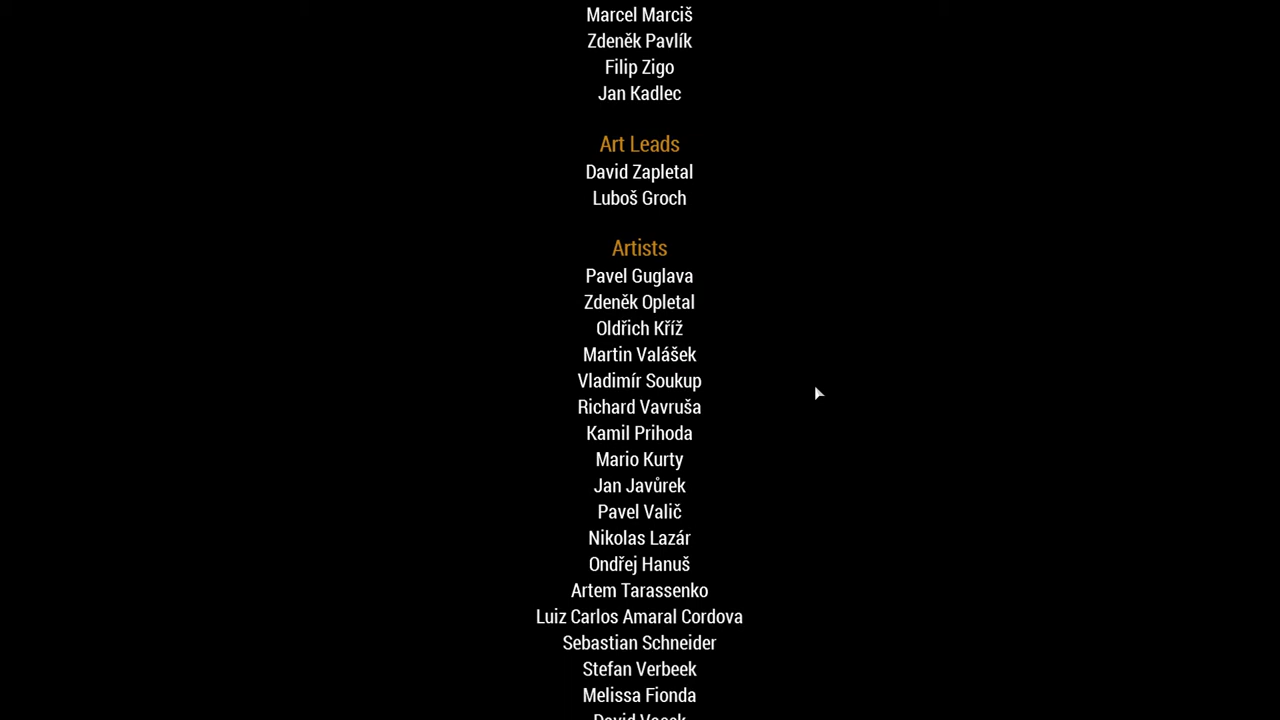 Marcel Marciš
Zdeněk Pavlík
Filip Zigo
Jan Kadlec
Art Leads
David Zapletal
Luboš Groch
Artists
Pavel Guglava
Zdeněk Opletal
Oldřich Kříž
Martin Valášek
Vladimír Soukup
Richard Vavruša
Kamil Prihoda
Mario Kurty
Jan Javůrek
Pavel Valič
Nikolas Lazár
Ondřej Hanuš
Artem Tarassenko
Luiz Carlos Amaral Cordova
Sebastian Schneider
Stefan Verbeek
Melissa Fionda
David